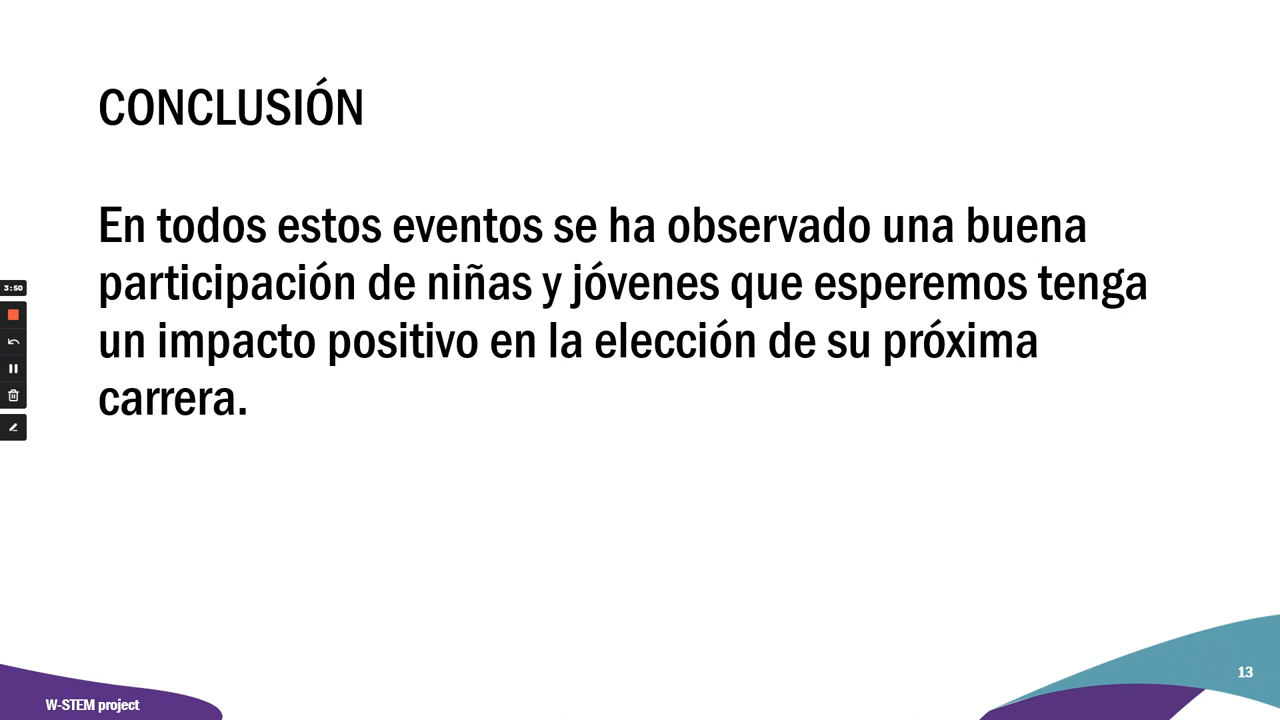 CONCLUSIÓN
En todos estos eventos se ha observado una buena
participación de niñas y jóvenes que esperemos tenga
un impacto positivo en la elección de su próxima
carrera.
3:50
13
W-STEM project